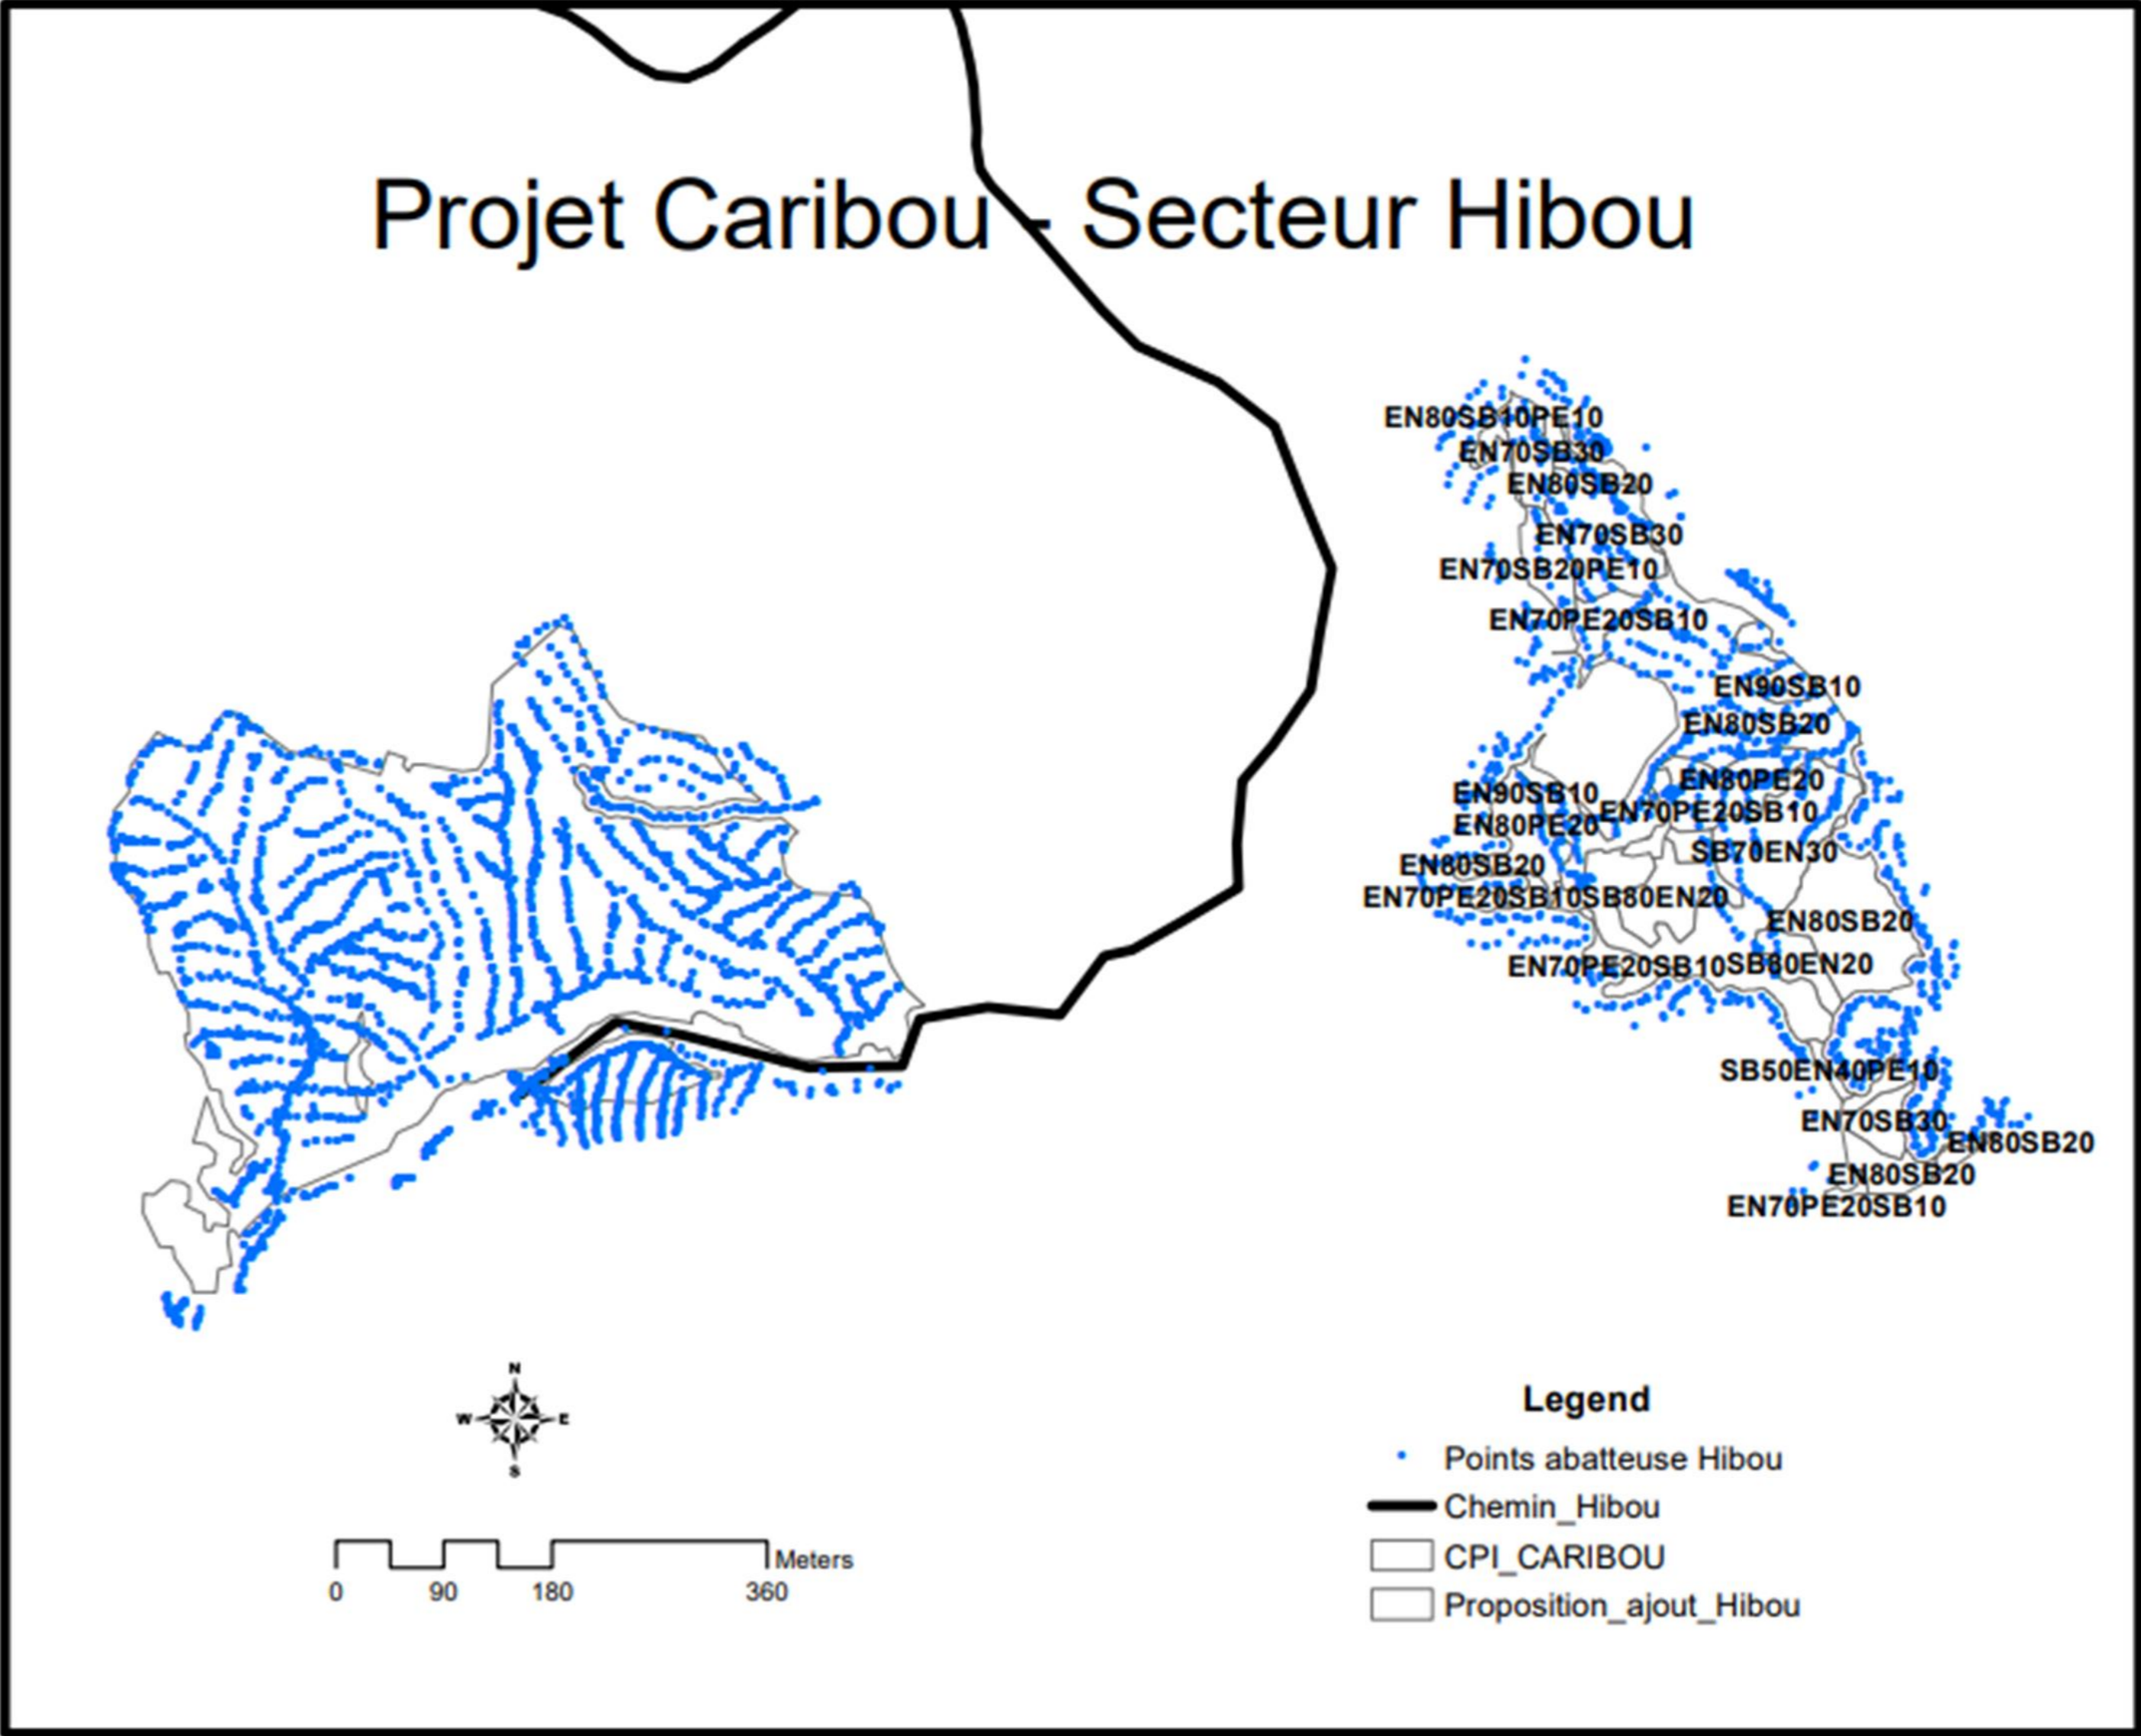 Projet Caribou - Secteur Hibou
EN80SB10PE10
EN70SB30
EN80SB20
EN70SB30
EN70SB20PE10
EN70PE20SB10
EN90SB10
EN80SB20
EN80PE20
EN90SB10
EN70PE20SB10
EN80PE20
SB70EN30
EN80SB20
EN70PE20SB10SB80EN20
EN80SB20
EN70PE20SB10SB80EN20
SB50EN40PE10
EN70SB30
EN80SB20
EN80SB20
EN70PE20SB10
N
W E
S
Meters
0 90 180 360
Legend
Points abatteuse Hibou
Chemin_Hibou
CPI_CARIBOU
Proposition_ajout_Hibou